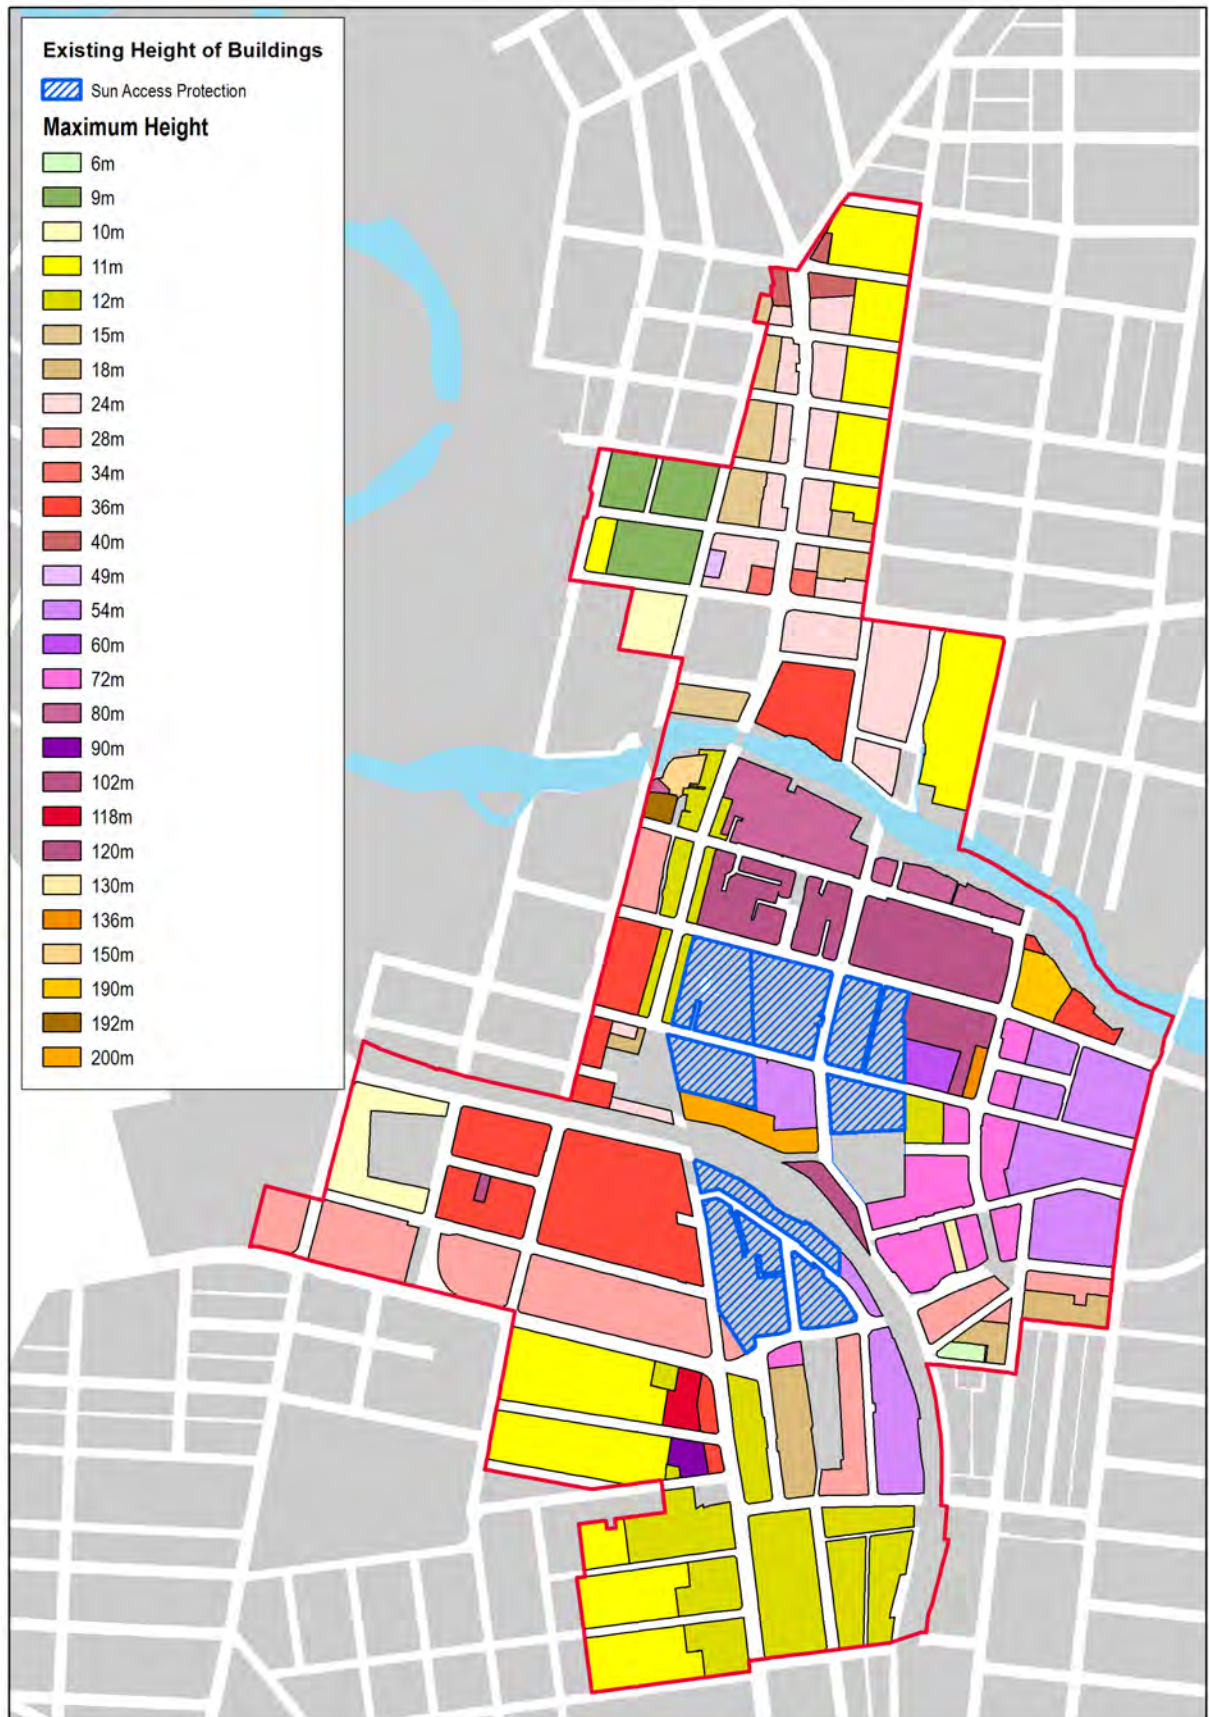 Existing Height of Buildings
Sun Access Protection
Maximum Height
6m
9m
10m
11m
12m
15m
18m
24m
28m
34m
36m
40m
49m
54m
60m
72m
80m
90m
102m
118m
120m
130m
136m
150m
190m
192m
200m